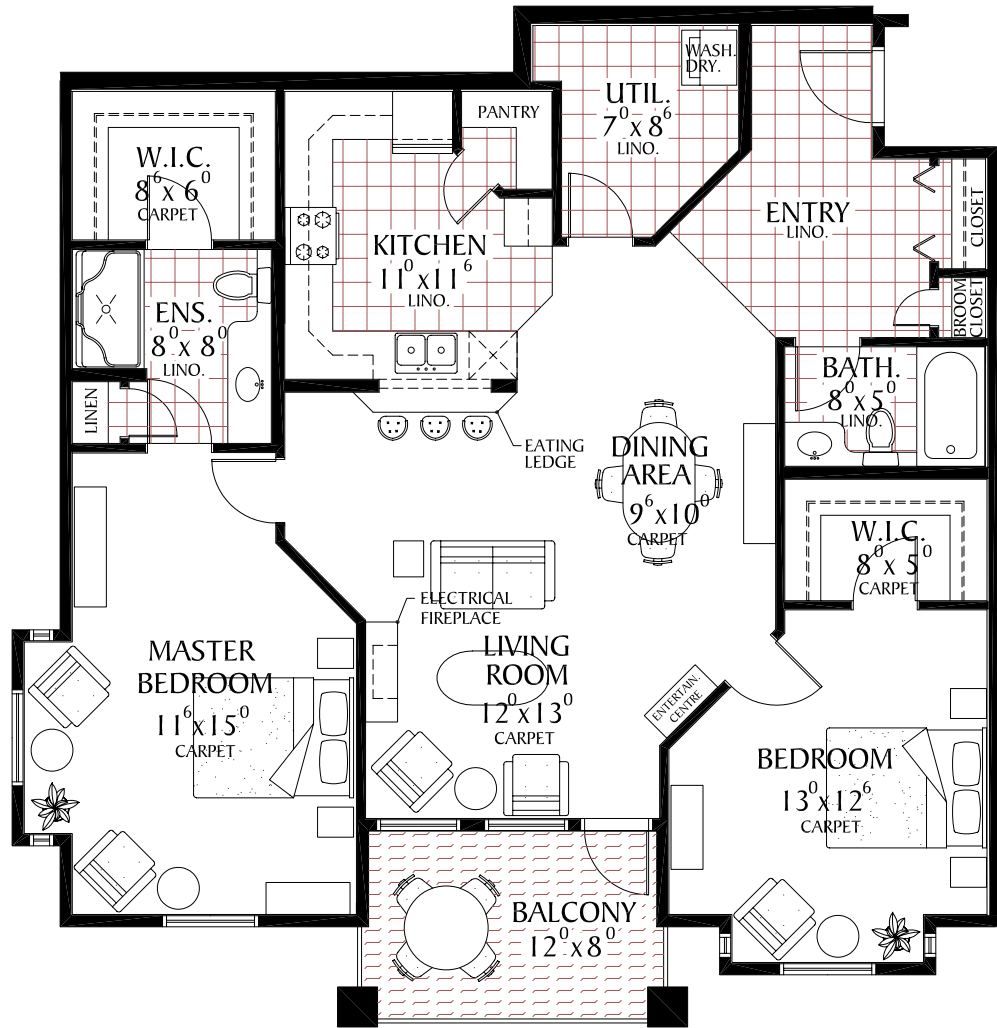 WASH.
DRY.
UTIL.
7⁰ x 8⁶
LINO.
PANTRY
W.I.C.
8⁶ x 6⁰
CARPET
ENTRY
LINO.
CLOSET
KITCHEN
11⁰ x 11⁶
LINO.
BROOM
CLOSET
ENS.
8⁰ x 8⁰
LINO.
LINEN
BATH.
8⁰ x 5⁰
LINO.
EATING
LEDGE
DINING
AREA
9⁶ x 10⁰
CARPET
W.I.C.
8⁰ x 5⁰
CARPET
ELECTRICAL
FIREPLACE
LIVING
ROOM
12⁰ x 13⁰
CARPET
MASTER
BEDROOM
11⁶ x 15⁰
CARPET
ENTERTAIN.
CENTRE
BEDROOM
13⁰ x 12⁶
CARPET
BALCONY
12⁰ x 8⁰